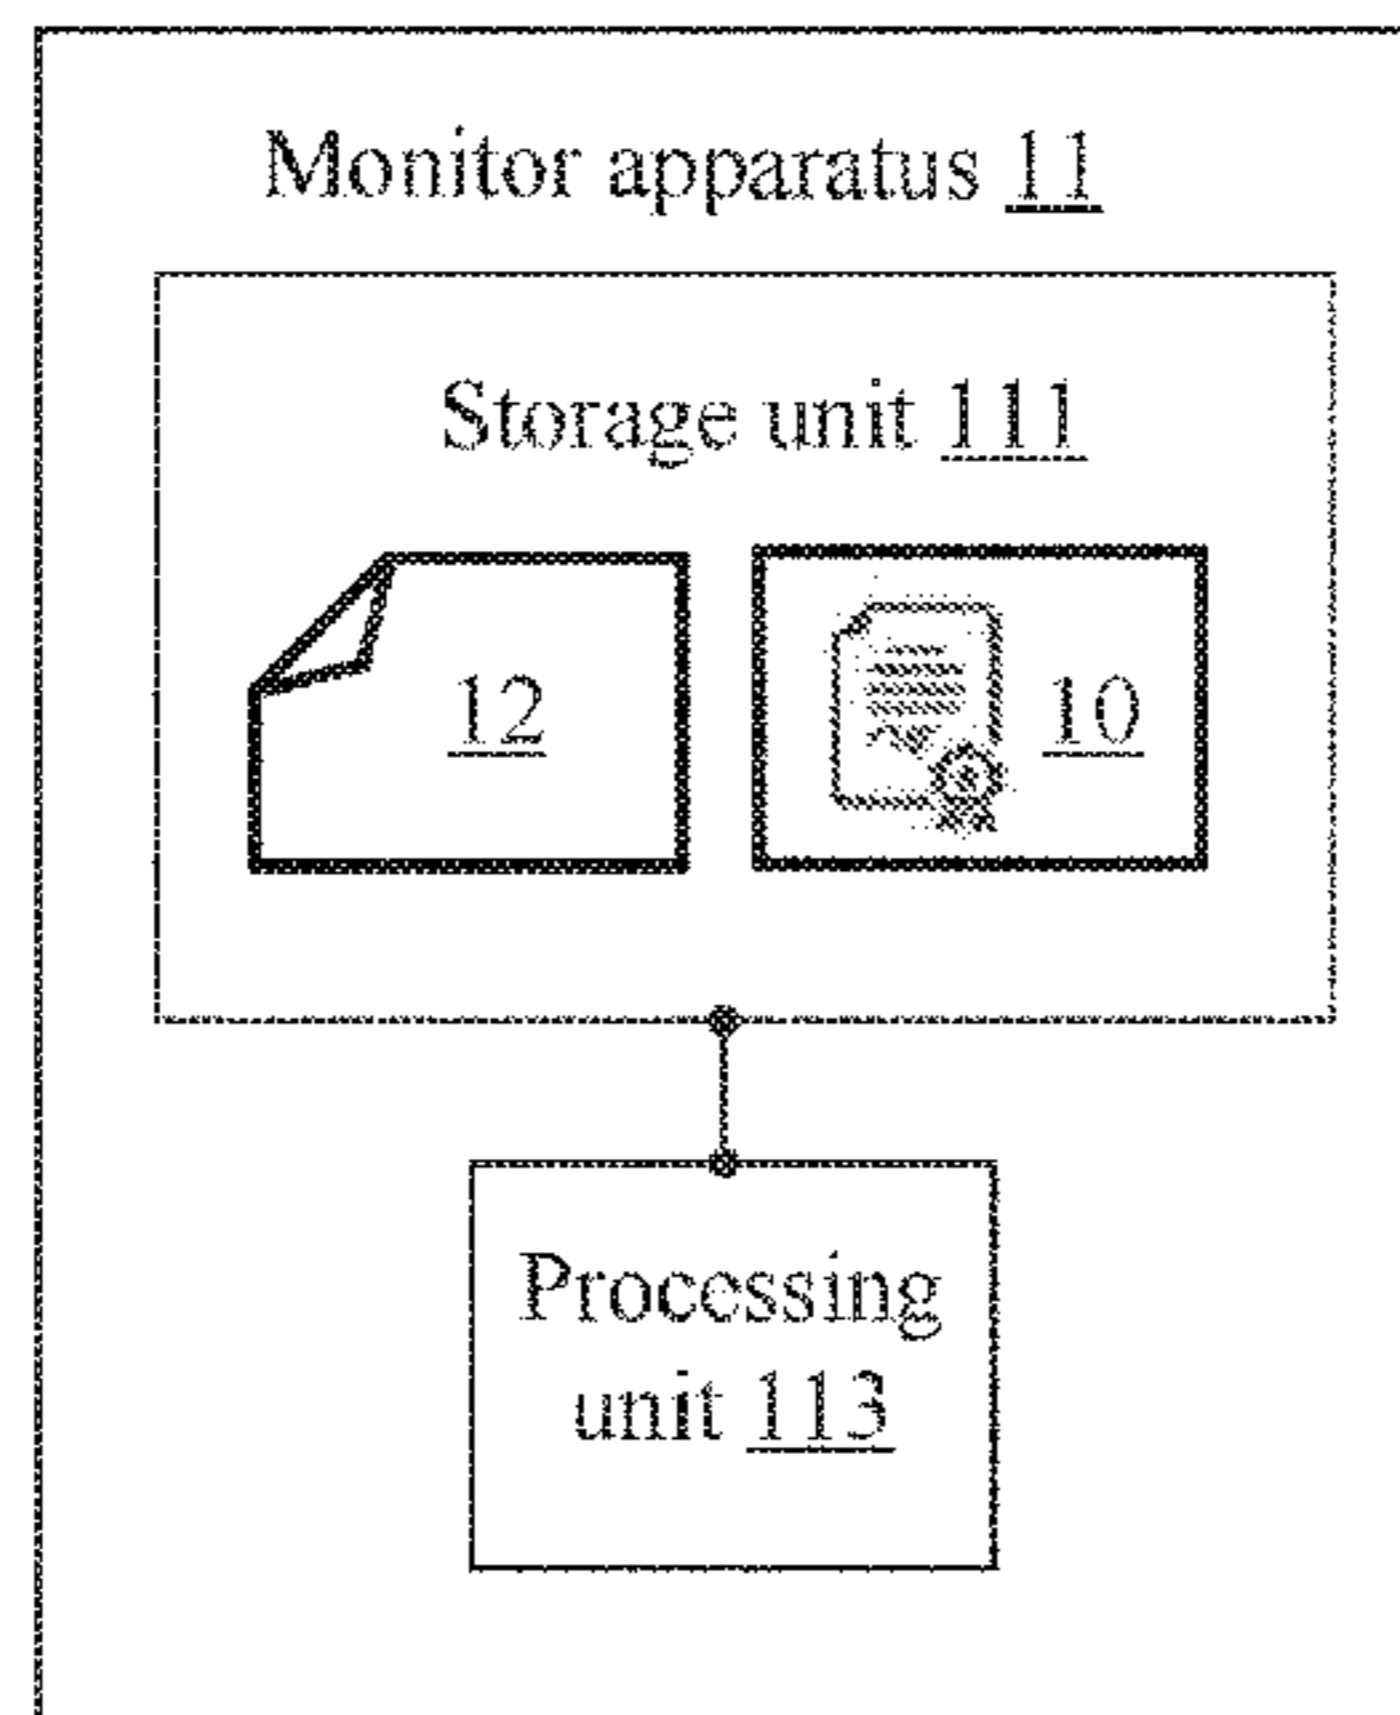 Monitor apparatus 11
Storage unit 111
12 10
Processing
unit 113